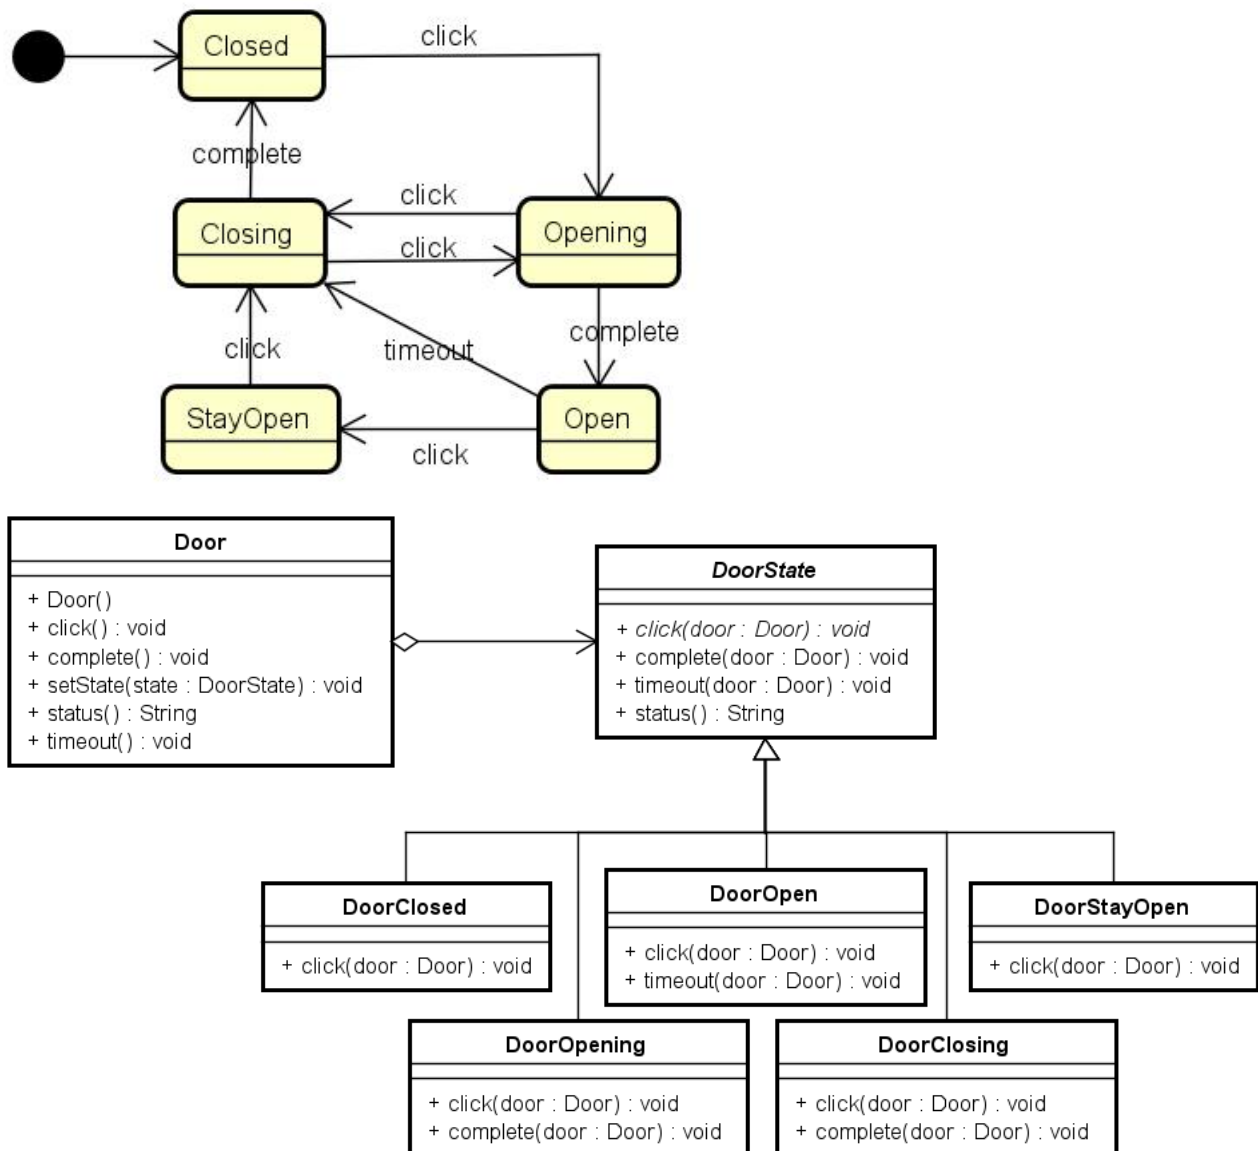 Closed
click
complete
click
Closing
Opening
click
complete
click
timeout
StayOpen
Open
click
Door
+ Door()
+ click() : void
+ complete() : void
+ setState(state : DoorState) : void
+ status() : String
+ timeout() : void
DoorState
+ click(door : Door) : void
+ complete(door : Door) : void
+ timeout(door : Door) : void
+ status() : String
DoorClosed
+ click(door : Door) : void
DoorOpen
+ click(door : Door) : void
+ timeout(door : Door) : void
DoorStayOpen
+ click(door : Door) : void
DoorOpening
+ click(door : Door) : void
+ complete(door : Door) : void
DoorClosing
+ click(door : Door) : void
+ complete(door : Door) : void